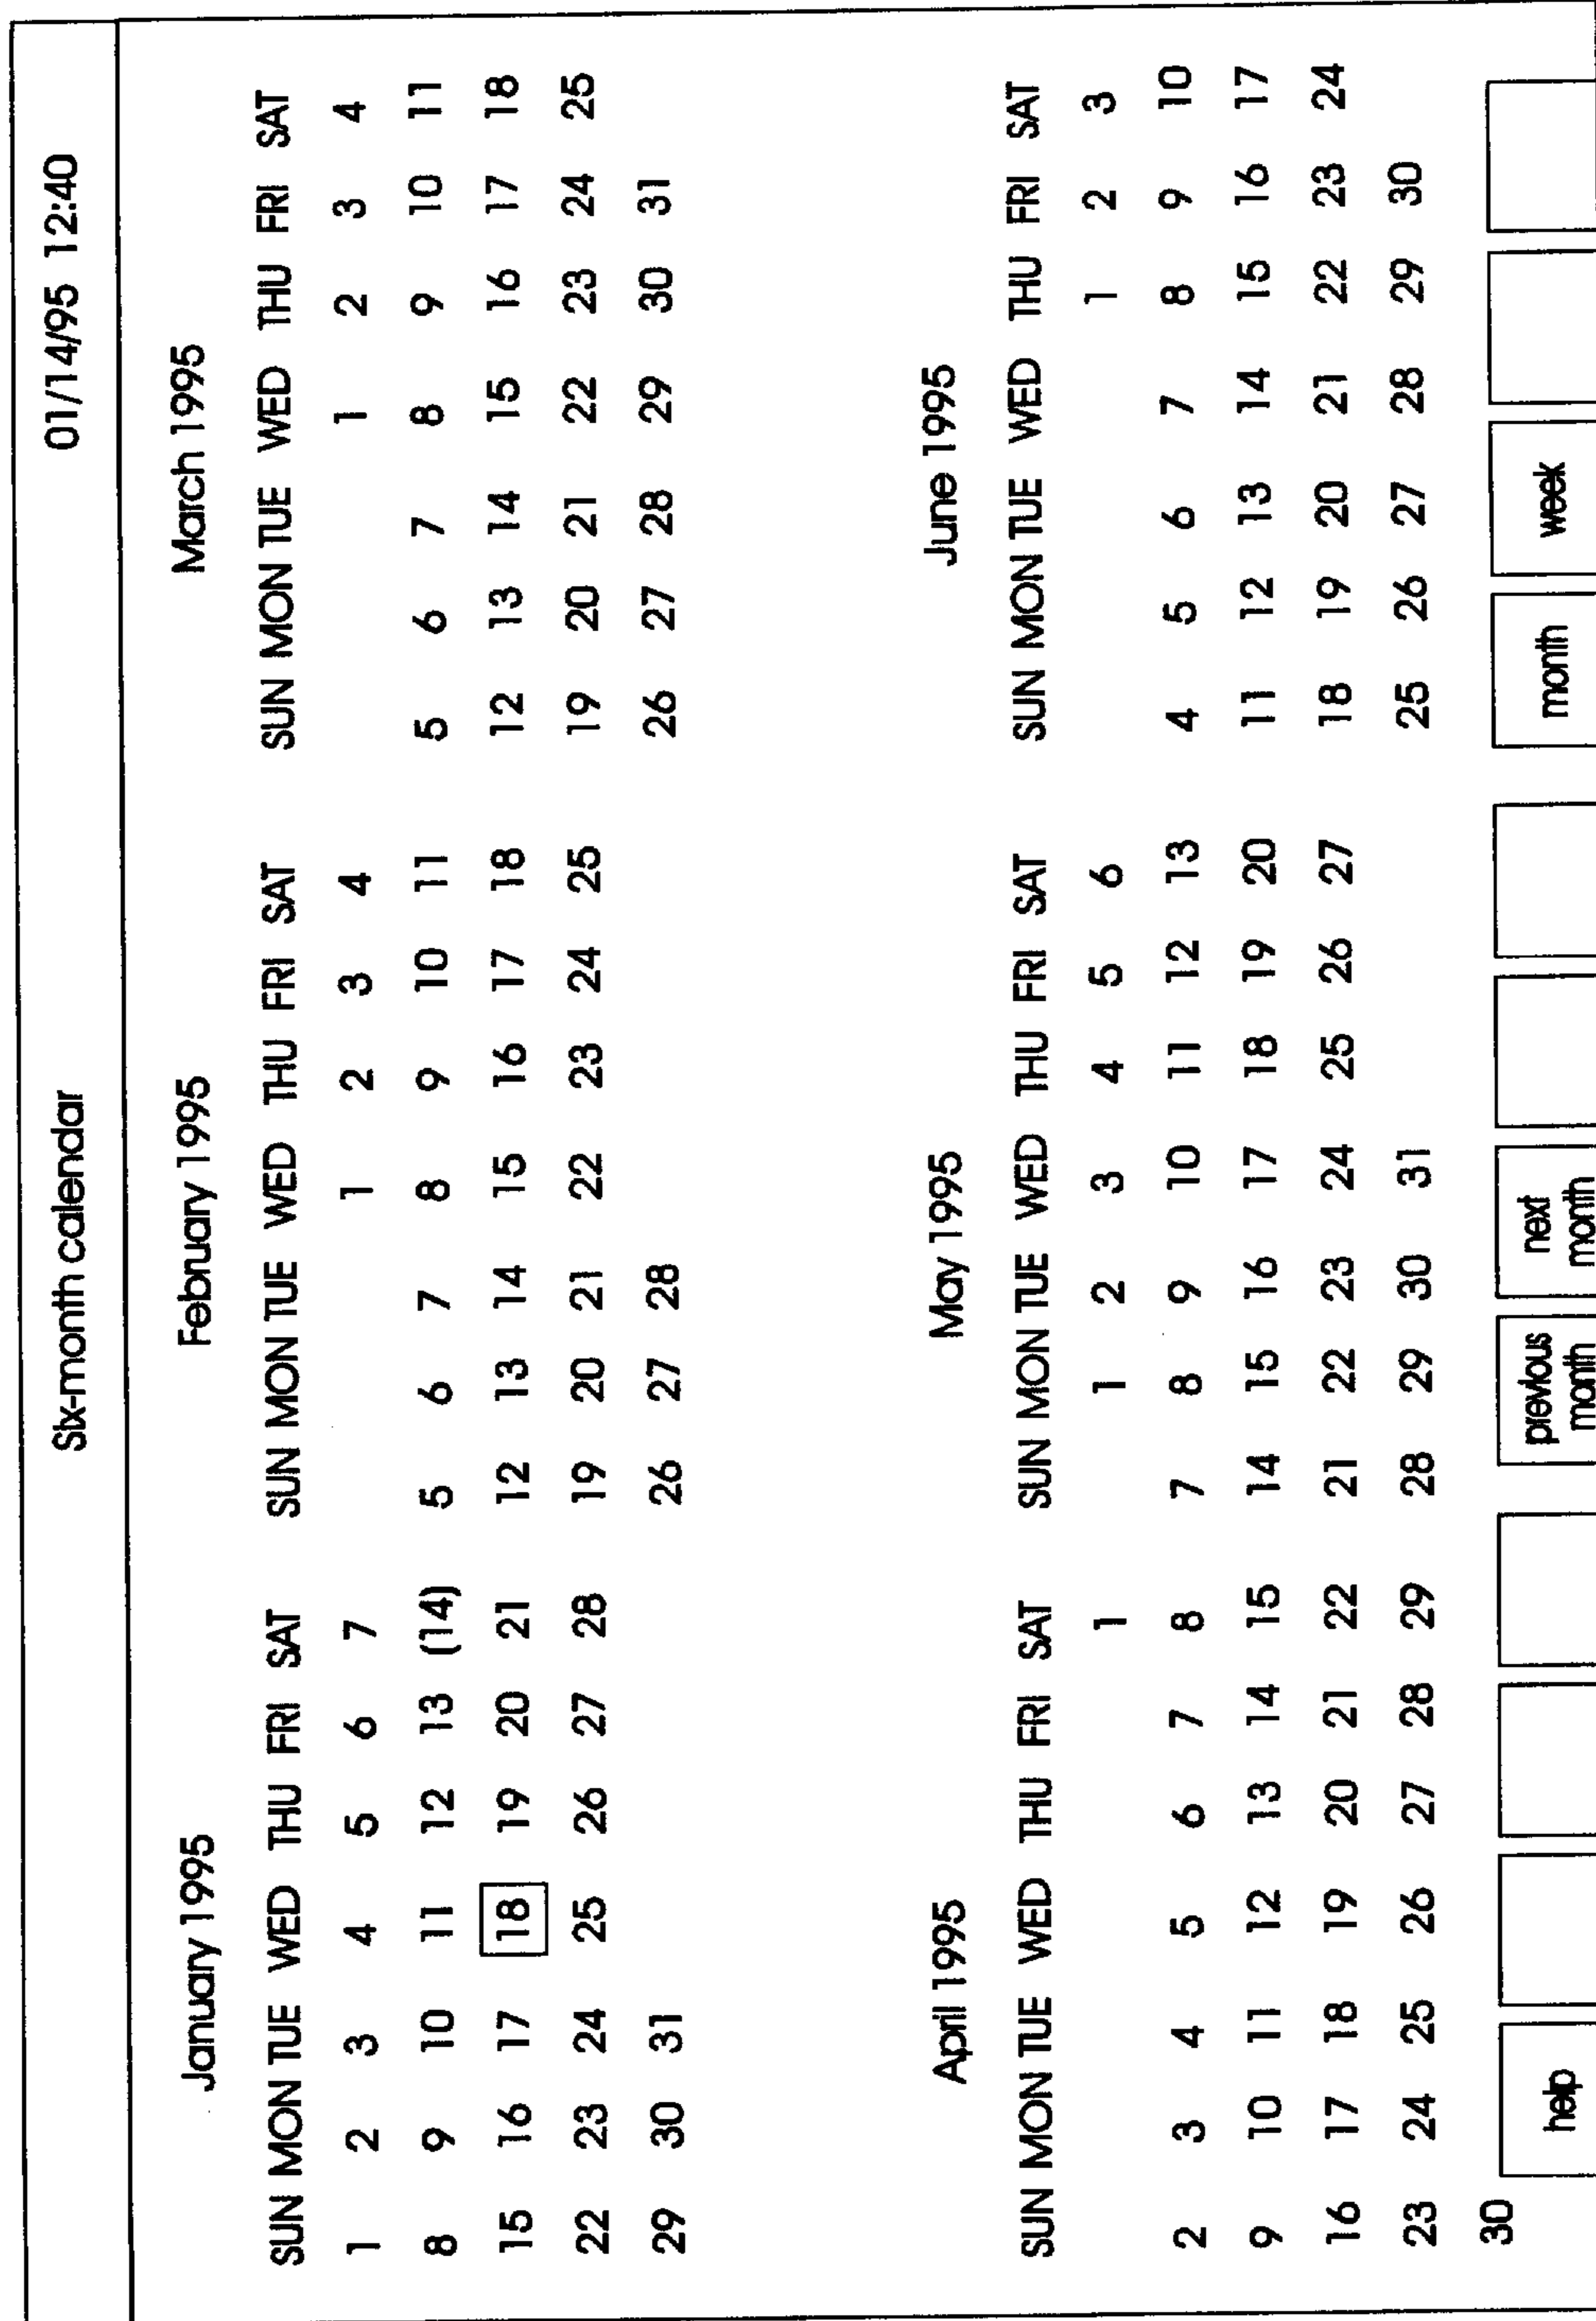 Six-month calendar 01/14/95 12:40
January 1995 February 1995 March 1995
SUN MON TUE WED THU FRI SAT SUN MON TUE WED THU FRI SAT SUN MON TUE WED THU FRI SAT
1 2 3 4 5 6 7 1 2 3 4 1 2 3 4
8 9 10 11 12 13 (14) 5 6 7 8 9 10 11 5 6 7 8 9 10 11
15 16 17 18 19 20 21 12 13 14 15 16 17 18 12 13 14 15 16 17 18
22 23 24 25 26 27 28 19 20 21 22 23 24 25 19 20 21 22 23 24 25
29 30 31 26 27 28 26 27 28 29 30 31
April 1995 May 1995 June 1995
SUN MON TUE WED THU FRI SAT SUN MON TUE WED THU FRI SAT SUN MON TUE WED THU FRI SAT
1 1 2 3 4 5 6 1 2 3
2 3 4 5 6 7 8 7 8 9 10 11 12 13 4 5 6 7 8 9 10
9 10 11 12 13 14 15 14 15 16 17 18 19 20 11 12 13 14 15 16 17
16 17 18 19 20 21 22 21 22 23 24 25 26 27 18 19 20 21 22 23 24
23 24 25 26 27 28 29 28 29 30 31 25 26 27 28 29 30
30
help previous month next month month week